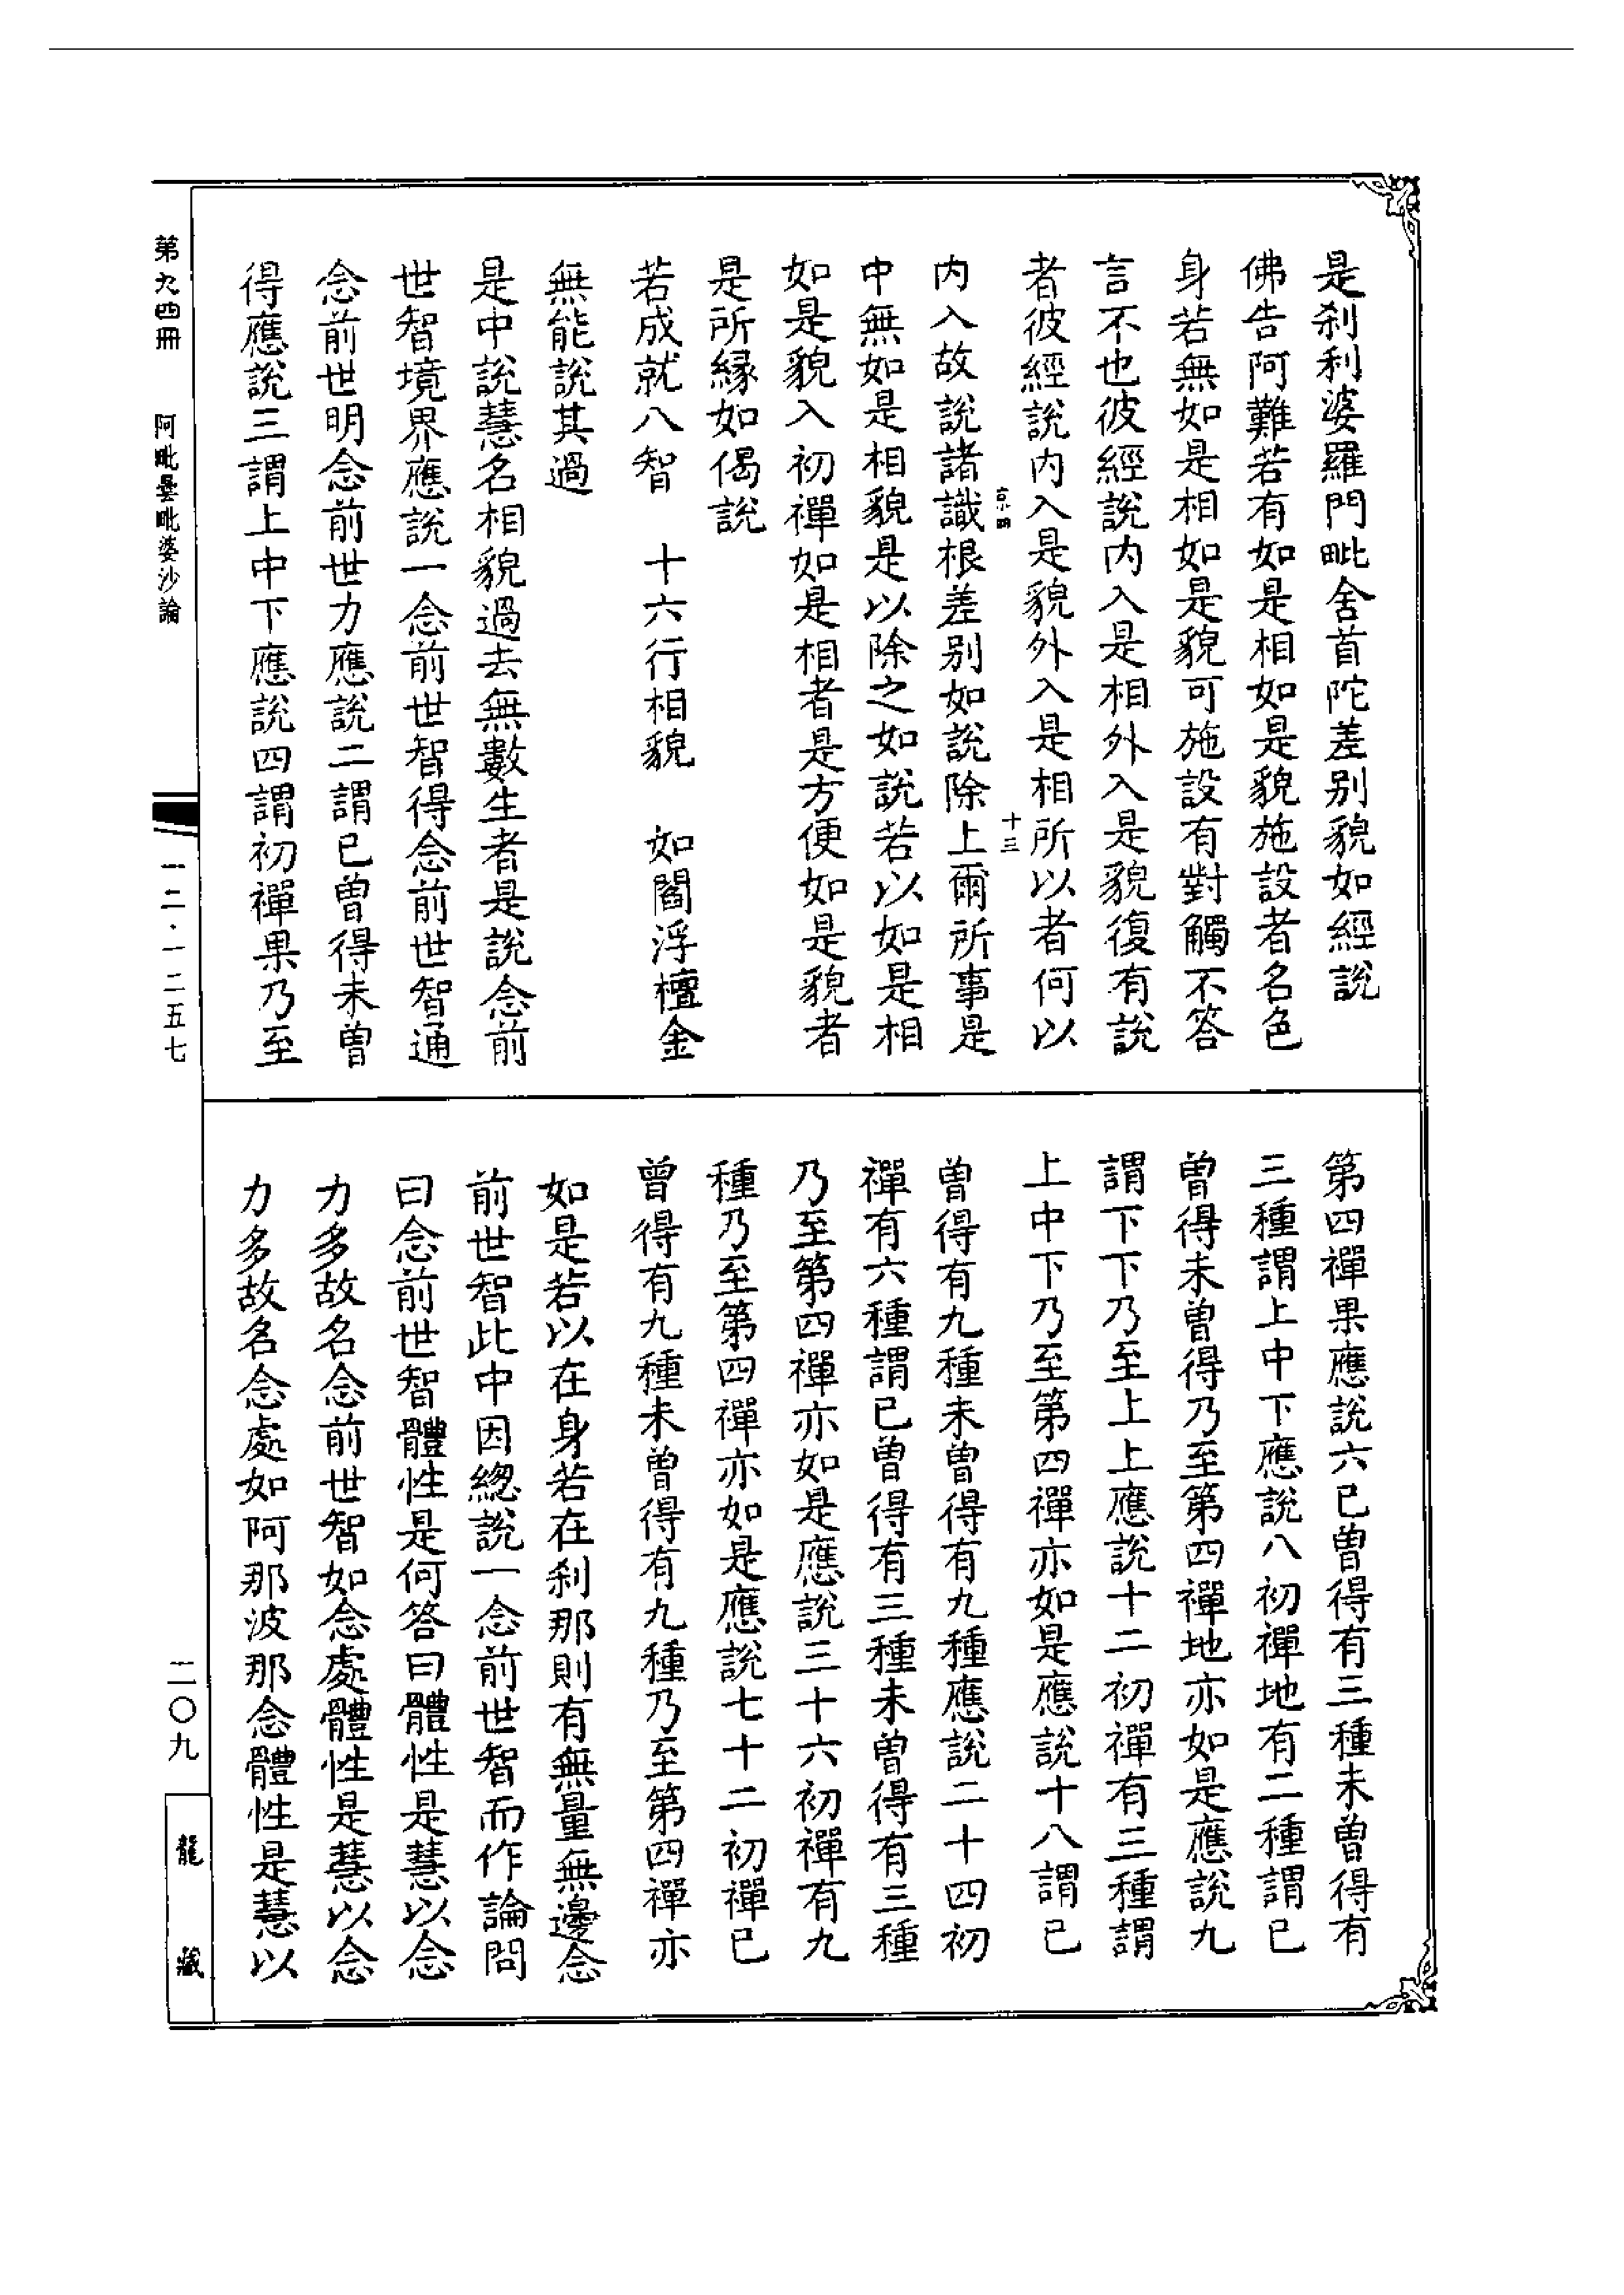 是刹利婆羅門毗舍首陀差别貌如經說
佛告阿難若有如是相如是貌施設者名色
身若無如是相如是貌可施設有對觸不答
言不也彼經說内入是相外入是貌復有說
者彼經說内入是貌外入是相所以者何以
十三
内入故說諸識根差别如說除上爾所事是
中無如是相貌是以除之如說若以如是相
如是貌入初禪如是相者是方便如是貌者
是所緣如偈說
若成就八智　十六行相貌　如閻浮檀金
無能說其過
是中說慧名相貌過去無數生者是說念前
世智境界應說一念前世智得念前世智通
念前世明念前世力應說二謂已曾得未曾
得應說三謂上中下應說四謂初禪果乃至
第四禪果應說六已曾得有三種未曾得有
三種謂上中下應說八初禪地有二種謂已
曾得未曾得乃至第四禪地亦如是應說九
謂下下乃至上上應說十二初禪有三種謂
上中下乃至第四禪亦如是應說十八謂已
曾得有九種未曾得有九種應說二十四初
禪有六種謂已曾得有三種未曾得有三種
乃至第四禪亦如是應說三十六初禪有九
種乃至第四禪亦如是應說七十二初禪已
曾得有九種未曾得有九種乃至第四禪亦
如是若以在身若在刹那則有無量無邊念
前世智此中因總說一念前世智而作論問
曰念前世智體性是何答曰體性是慧以念
力多故名念前世智如念處體性是慧以念
力多故名念處如阿那波那念體性是慧以
第九四冊　阿毗曇毗婆沙論
一二·一二五七
二〇九
龍藏